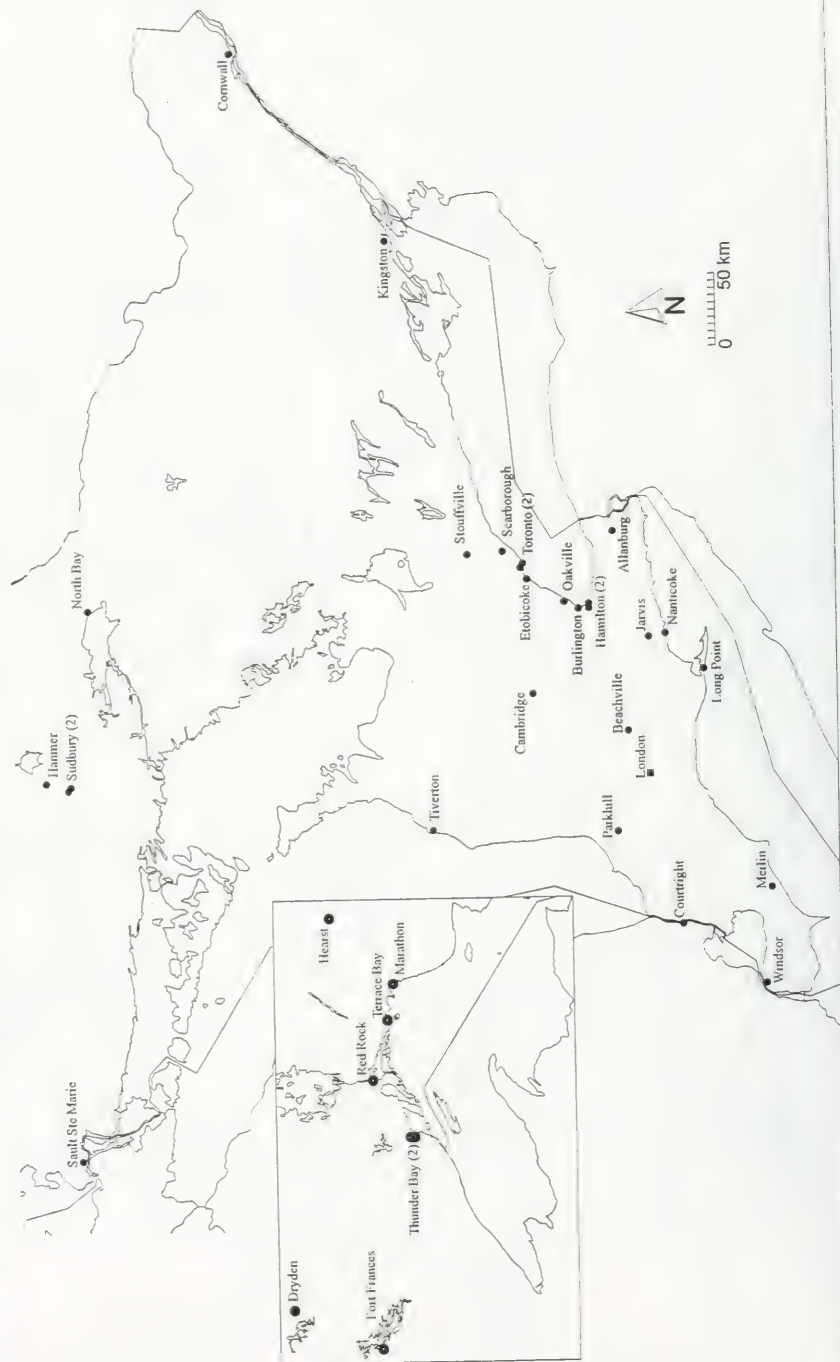 Cornwall
Kingston
North Bay
Hanmer
Sudbury (2)
Sault Ste Marie
Stouffville
Scarborough
Toronto (2)
Etobicoke
Oakville
Burlington
Hamilton (2)
Allanburg
Jarvis
Nanticoke
Long Point
Cambridge
Beachville
London
Tiverton
Parkhill
Courtright
Merlin
Windsor
Hearst
Marathon
Terrace Bay
Red Rock
Thunder Bay (2)
Dryden
Fort Frances
N
0 50 km